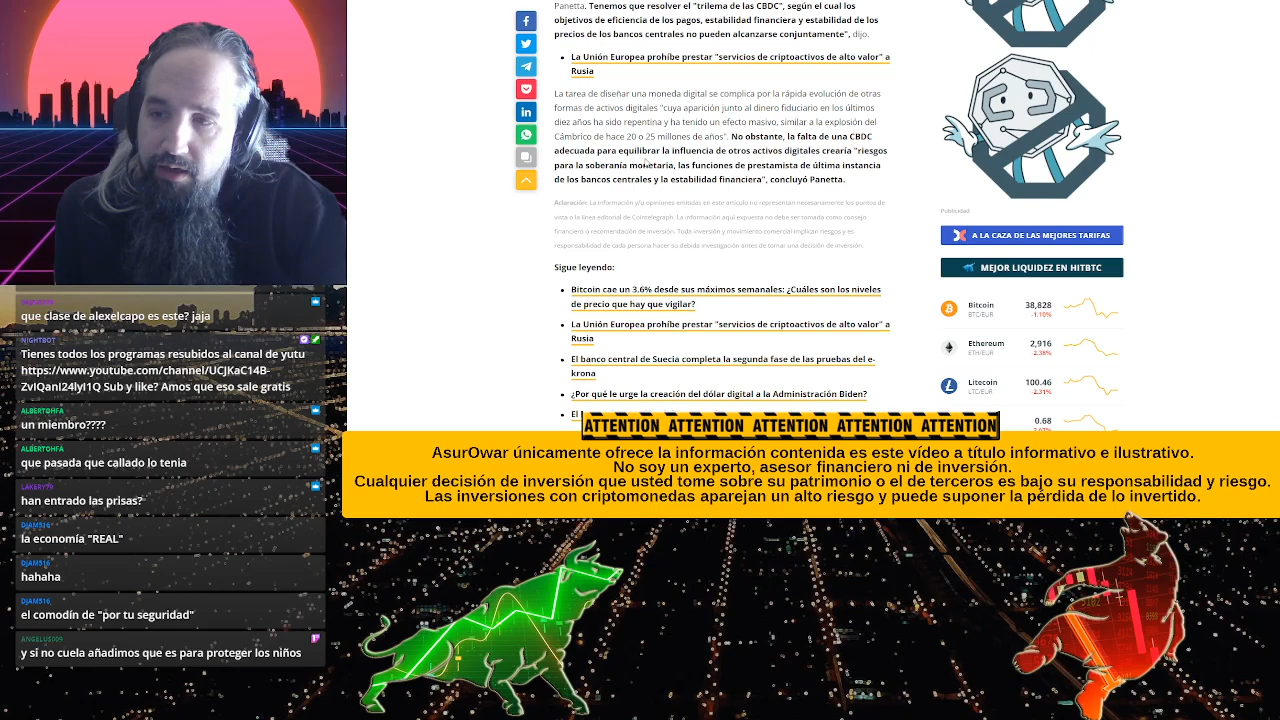 Panetta. Tenemos que resolver el "trilema de las CBDC", según el cual los
objetivos de eficiencia de los pagos, estabilidad financiera y estabilidad de los
precios de los bancos centrales no pueden alcanzarse conjuntamente", dijo.
La Unión Europea prohíbe prestar "servicios de criptoactivos de alto valor" a
Rusia
La tarea de diseñar una moneda digital se complica por la rápida evolución de otras
formas de activos digitales "cuya aparición junto al dinero fiduciario en los últimos
diez años ha sido repentina y ha tenido un efecto masivo, similar a la explosión del
Cámbrico de hace 20 o 25 millones de años". No obstante, la falta de una CBDC
adecuada para equilibrar la influencia de otros activos digitales crearía "riesgos
para la soberanía monetaria, las funciones de prestamista de última instancia
de los bancos centrales y la estabilidad financiera", concluyó Panetta.
Aclaración: La información y/u opiniones emitidas en este artículo no representan necesariamente los puntos de
vista o la línea editorial de Cointelegraph. La información aquí expuesta no debe ser tomada como consejo
financiero o recomendación de inversión. Toda inversión y movimiento comercial implican riesgos y es
responsabilidad de cada persona hacer su debida investigación antes de tomar una decisión de inversión.
Sigue leyendo:
Bitcoin cae un 3.6% desde sus máximos semanales: ¿Cuáles son los niveles
de precio que hay que vigilar?
La Unión Europea prohíbe prestar "servicios de criptoactivos de alto valor" a
Rusia
El banco central de Suecia completa la segunda fase de las pruebas del e-
krona
¿Por qué le urge la creación del dólar digital a la Administración Biden?
El
Publicidad
A LA CAZA DE LAS MEJORES TARIFAS
MEJOR LIQUIDEZ EN HITBTC
Bitcoin 38,828
BTC/EUR -1.10%
Ethereum 2,916
ETH/EUR -2.38%
Litecoin 100.46
LTC/EUR -2.31%
0.68
que clase de alexelcapo es este? jaja
NIGHTBOT
Tienes todos los programas resubidos al canal de yutu
https://www.youtube.com/channel/UCJKaC14B-
ZvIQanI24lyI1Q Sub y like? Amos que eso sale gratis
ALBERTOHFA
un miembro????
ALBERTOHFA
que pasada que callado lo tenia
LAKERY79
han entrado las prisas?
DJAM516
la economía "REAL"
DJAM516
hahaha
DJAM516
el comodín de "por tu seguridad"
ANGELUS009
y si no cuela añadimos que es para proteger los niños
ATTENTION ATTENTION ATTENTION ATTENTION ATTENTION
AsurOwar únicamente ofrece la información contenida es este vídeo a título informativo e ilustrativo.
No soy un experto, asesor financiero ni de inversión.
Cualquier decisión de inversión que usted tome sobre su patrimonio o el de terceros es bajo su responsabilidad y riesgo.
Las inversiones con criptomonedas aparejan un alto riesgo y puede suponer la pérdida de lo invertido.